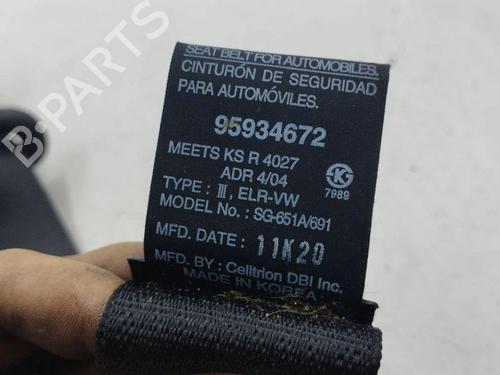 SEAT BELT FOR AUTOMOBILES.
CINTURÓN DE SEGURIDAD
PARA AUTOMÓVILES.
95934672
MEETS KS R 4027
ADR 4/04
7989
TYPE : Ⅲ, ELR-VW
MODEL No. : SG-651A/691
MFD. DATE : 11K20
MFD. BY : Celltrion DBI Inc.
MADE IN KOREA
B-PARTS